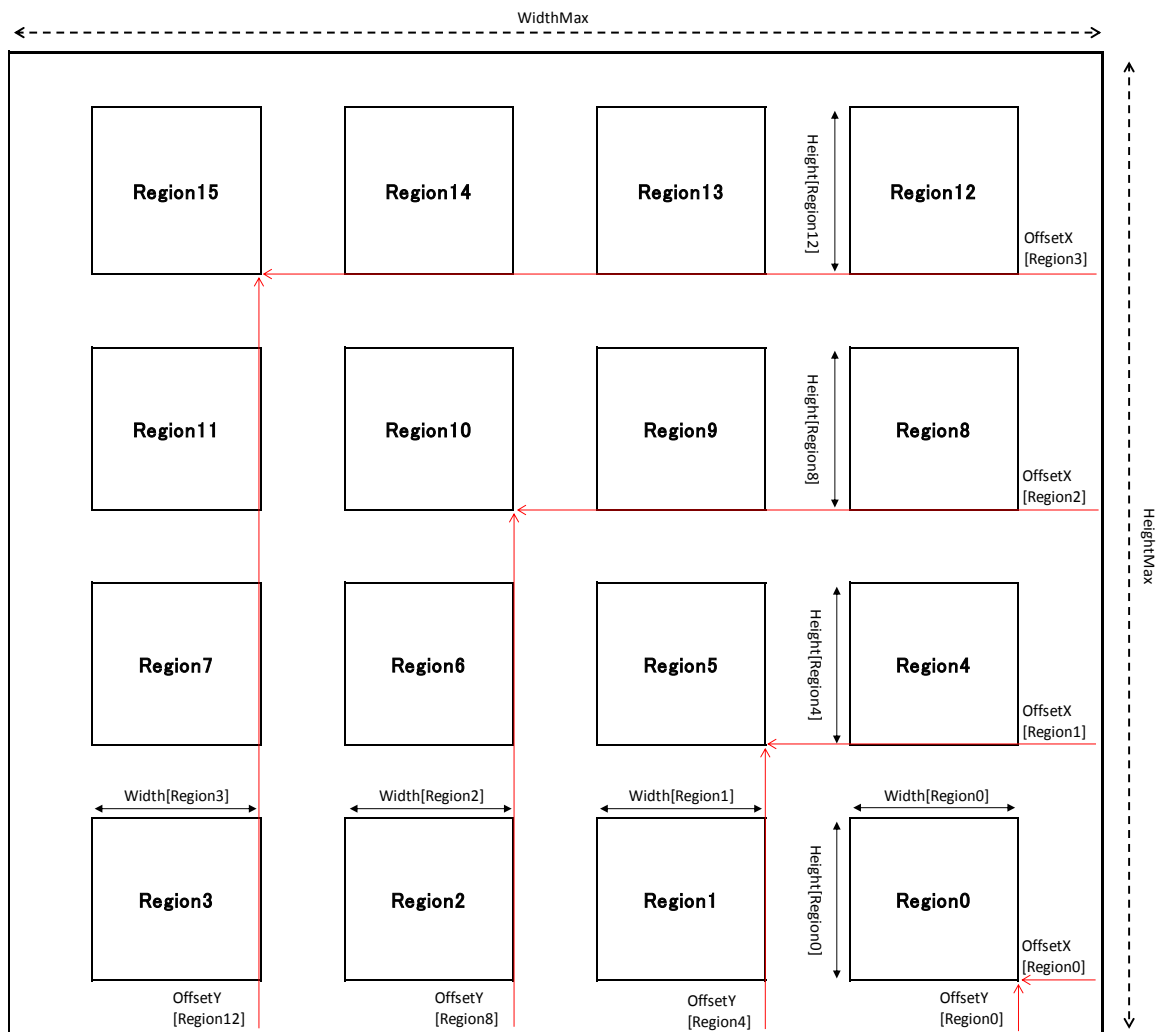 WidthMax
Region15
Region14
Region13
Height[Region12]
Region12
OffsetX
[Region3]
Region11
Region10
Region9
Height[Region8]
Region8
OffsetX
[Region2]
HeightMax
Region7
Region6
Region5
Height[Region4]
Region4
OffsetX
[Region1]
Width[Region3]
Width[Region2]
Width[Region1]
Width[Region0]
Region3
Region2
Region1
Height[Region0]
Region0
OffsetX
[Region0]
OffsetY
[Region12]
OffsetY
[Region8]
OffsetY
[Region4]
OffsetY
[Region0]